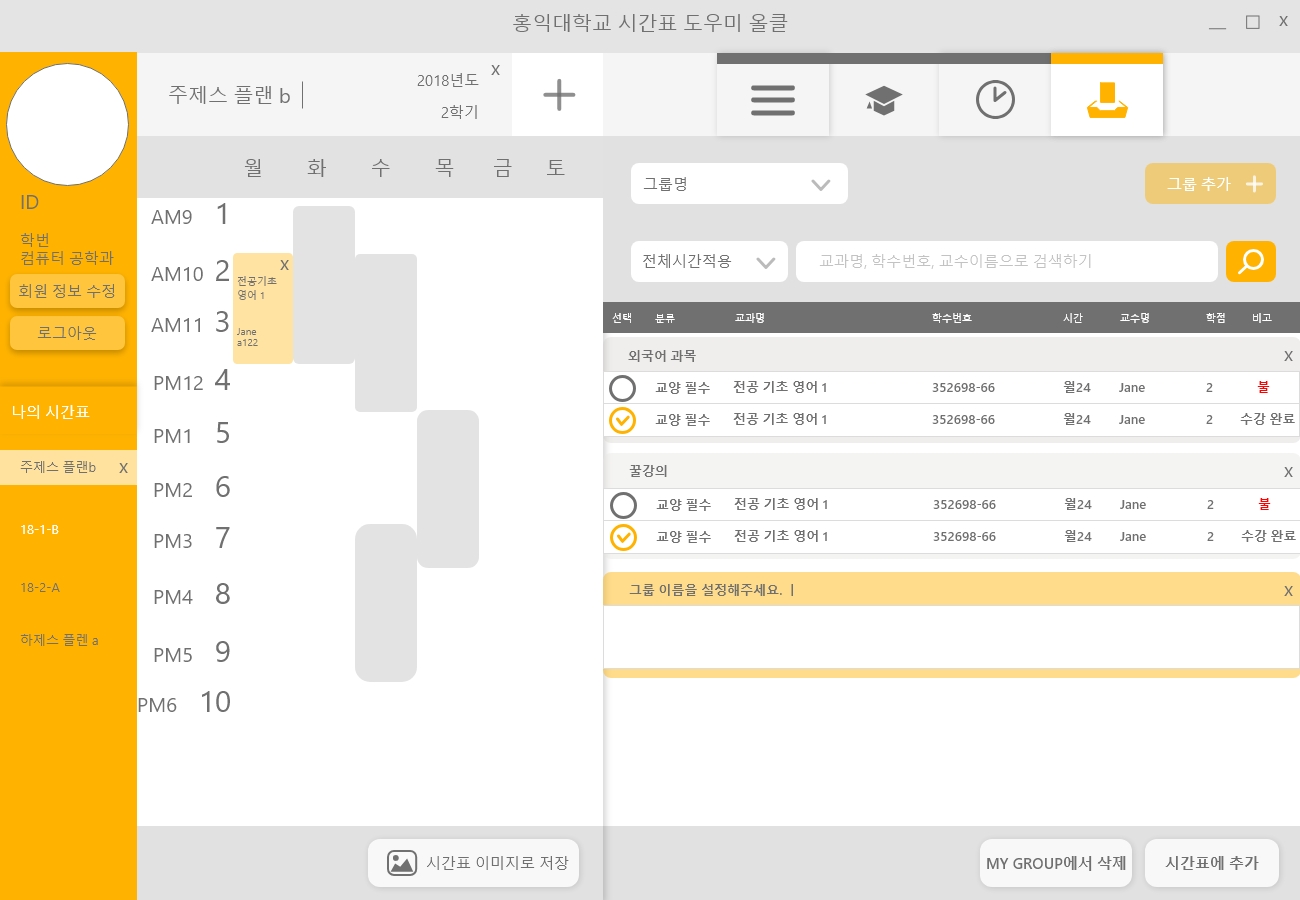 홍익대학교 시간표 도우미 올클
X
ID
학번
컴퓨터 공학과
회원 정보 수정
로그아웃
나의 시간표
주제스 플랜b X
18-1-B
18-2-A
하제스 플렌 a
주제스 플랜 b
2018년도 X
2학기
월 화 수 목 금 토
AM9 1
AM10 2
AM11 3
PM12 4
PM1 5
PM2 6
PM3 7
PM4 8
PM5 9
PM6 10
X
전공기초
영어 1
Jane
a122
시간표 이미지로 저장
그룹명
그룹 추가
전체시간적용
교과명, 학수번호, 교수이름으로 검색하기
선택 분류 교과명 학수번호 시간 교수명 학점 비고
외국어 과목 X
교양 필수 전공 기초 영어 1 352698-66 월24 Jane 2 불
교양 필수 전공 기초 영어 1 352698-66 월24 Jane 2 수강 완료
꿀강의 X
교양 필수 전공 기초 영어 1 352698-66 월24 Jane 2 불
교양 필수 전공 기초 영어 1 352698-66 월24 Jane 2 수강 완료
그룹 이름을 설정해주세요. X
MY GROUP에서 삭제
시간표에 추가